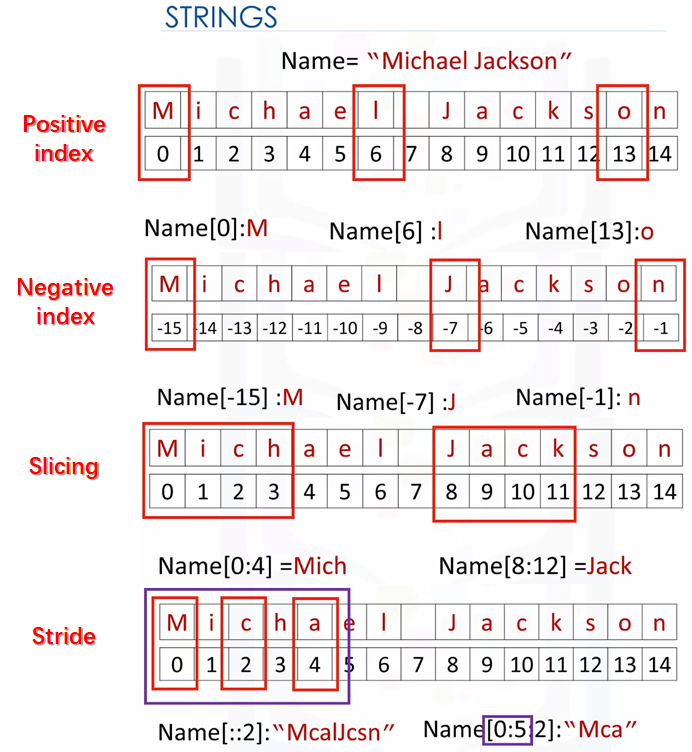 STRINGS
Name= “Michael Jackson”
Positive index
M i c h a e l J a c k s o n
0 1 2 3 4 5 6 7 8 9 10 11 12 13 14
Name[0]:M Name[6] :l Name[13]:o
Negative index
M i c h a e l J a c k s o n
-15 -14 -13 -12 -11 -10 -9 -8 -7 -6 -5 -4 -3 -2 -1
Name[-15] :M Name[-7] :J Name[-1]: n
Slicing
M i c h a e l J a c k s o n
0 1 2 3 4 5 6 7 8 9 10 11 12 13 14
Name[0:4] =Mich Name[8:12] =Jack
Stride
M i c h a e l J a c k s o n
0 1 2 3 4 5 6 7 8 9 10 11 12 13 14
Name[::2]:“McalJcsn” Name[0:5:2]:“Mca”